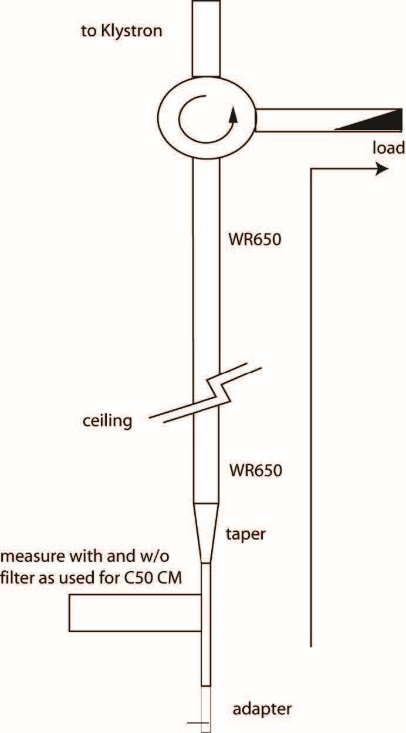 to Klystron
load
WR650
ceiling
WR650
taper
measure with and w/o
filter as used for C50 CM
adapter